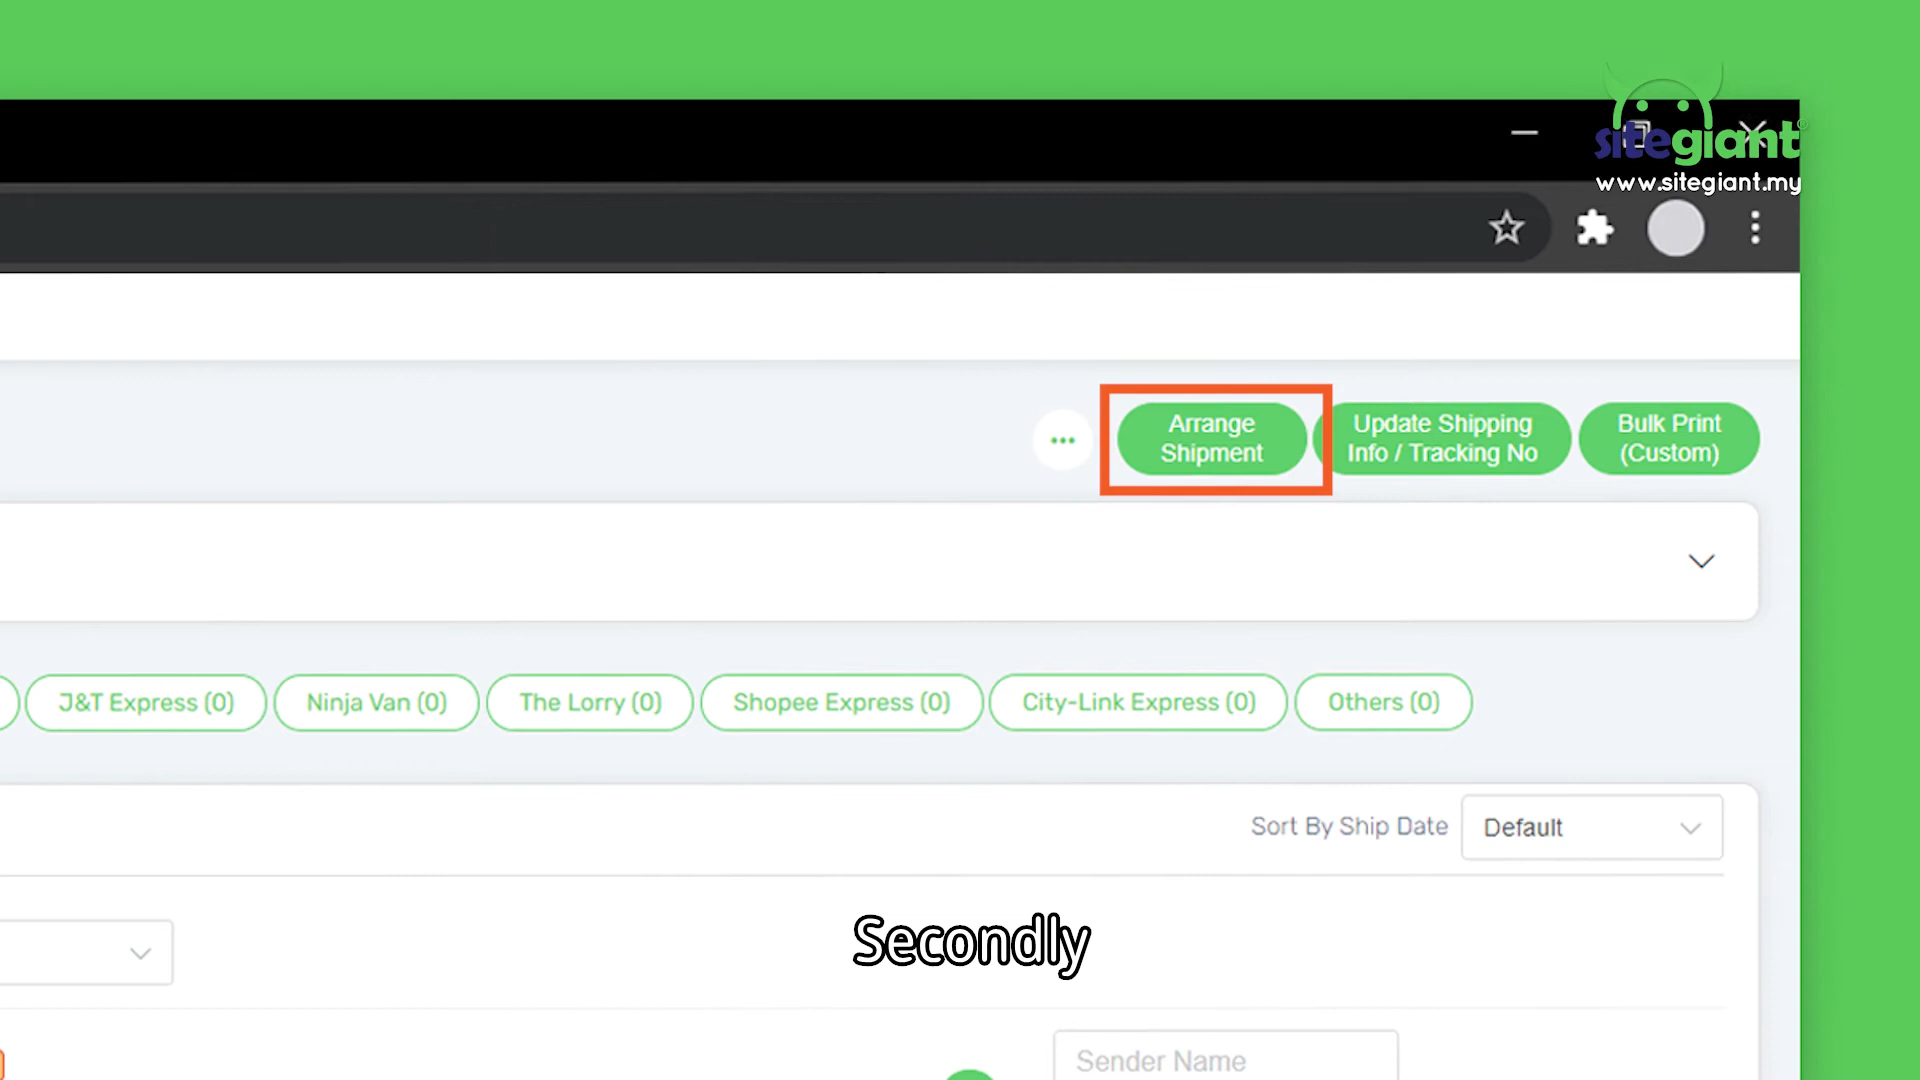 sitegiant®
www.sitegiant.my
Arrange
Shipment
Update Shipping
Info / Tracking No
Bulk Print
(Custom)
J&T Express (0)
Ninja Van (0)
The Lorry (0)
Shopee Express (0)
City-Link Express (0)
Others (0)
Sort By Ship Date
Default
Secondly
Sender Name